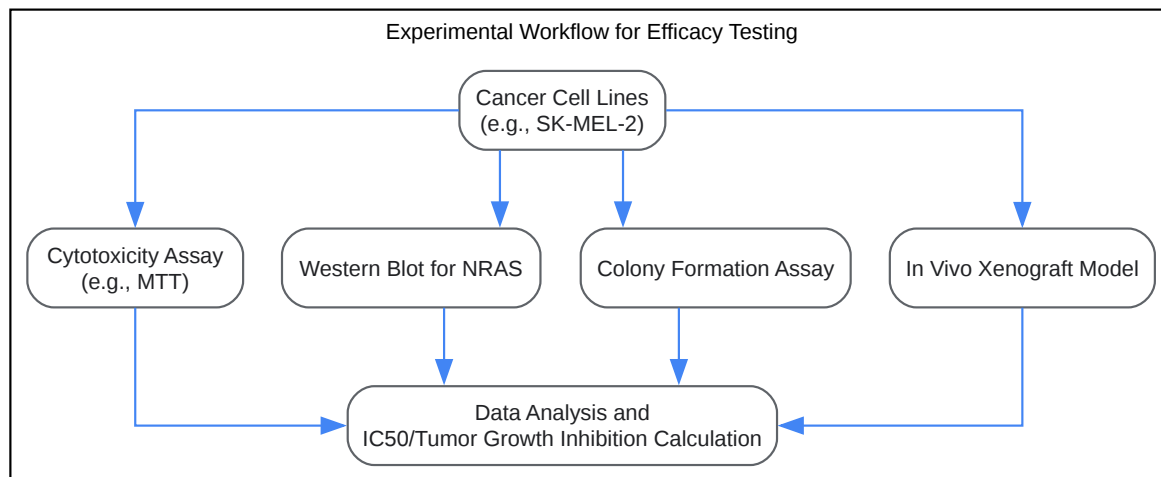 Experimental Workflow for Efficacy Testing
Cancer Cell Lines
(e.g., SK-MEL-2)
Cytotoxicity Assay
(e.g., MTT)
Western Blot for NRAS
Colony Formation Assay
In Vivo Xenograft Model
Data Analysis and
IC50/Tumor Growth Inhibition Calculation